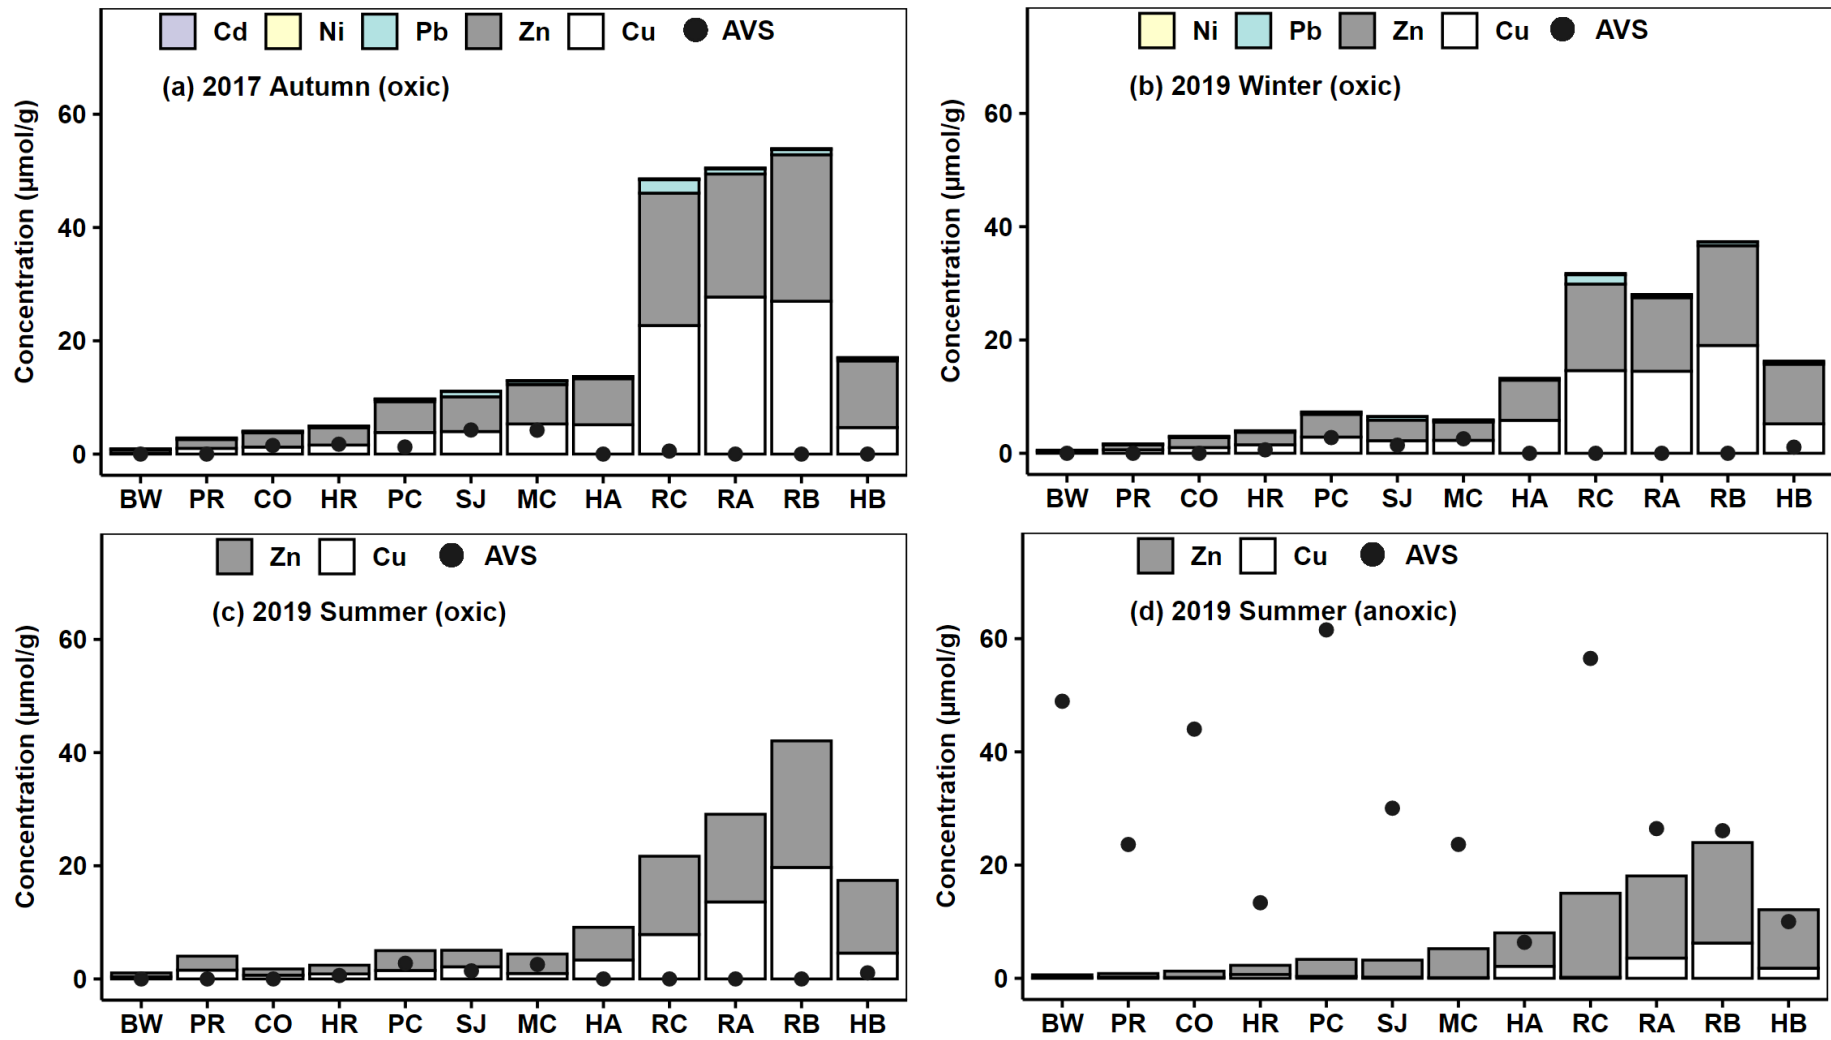 Cd Ni Pb Zn Cu AVS
(a) 2017 Autumn (oxic)
Concentration (µmol/g)
60
40
20
0
BW PR CO HR PC SJ MC HA RC RA RB HB
Ni Pb Zn Cu AVS
(b) 2019 Winter (oxic)
Concentration (µmol/g)
60
40
20
0
BW PR CO HR PC SJ MC HA RC RA RB HB
Zn Cu AVS
(c) 2019 Summer (oxic)
Concentration (µmol/g)
60
40
20
0
BW PR CO HR PC SJ MC HA RC RA RB HB
Zn Cu AVS
(d) 2019 Summer (anoxic)
Concentration (µmol/g)
60
40
20
0
BW PR CO HR PC SJ MC HA RC RA RB HB